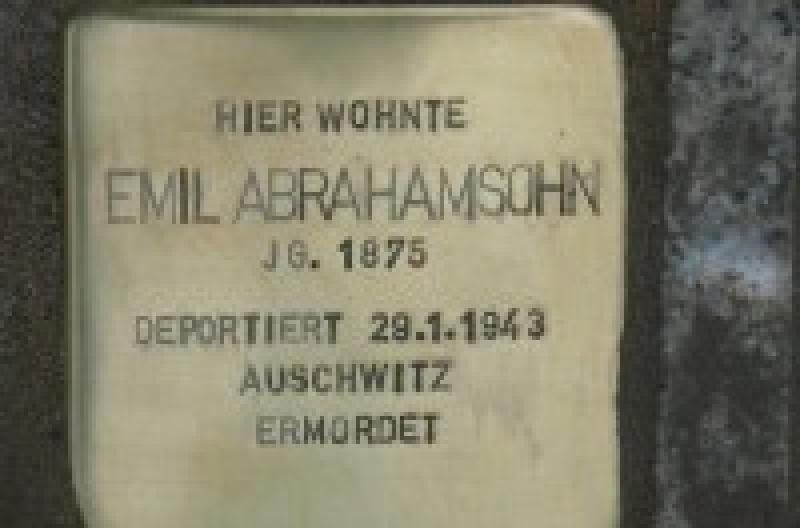 HIER WOHNTE
EMIL ABRAHAMSOHN
JG. 1875
DEPORTIERT 29.1.1943
AUSCHWITZ
ERMORDET